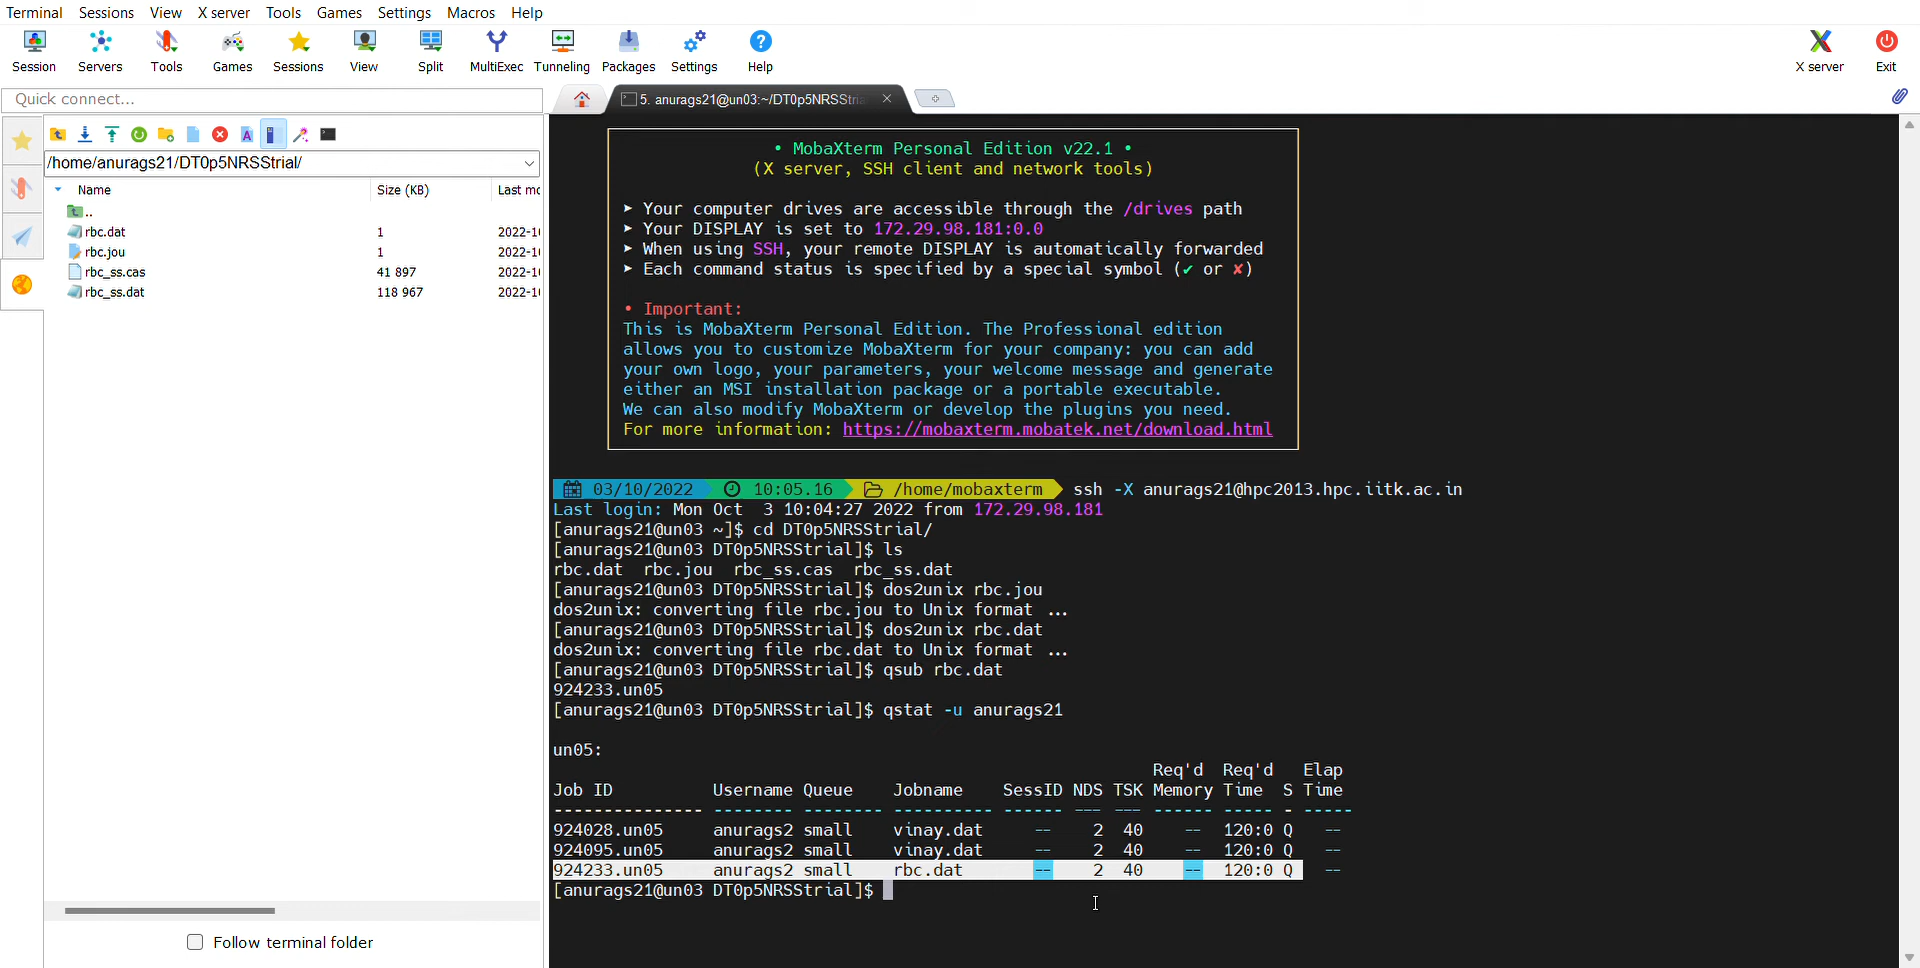 Terminal Sessions View X server Tools Games Settings Macros Help
Session Servers Tools Games Sessions View Split MultiExec Tunneling Packages Settings Help X server Exit
Quick connect...
5. anurags21@un03:~/DT0p5NRSStria
/home/anurags21/DT0p5NRSStrial/
Name Size (KB) Last mo
..
rbc.dat 1 2022-10
rbc.jou 1 2022-10
rbc_ss.cas 41 897 2022-10
rbc_ss.dat 118 967 2022-10
Follow terminal folder
• MobaXterm Personal Edition v22.1 •
(X server, SSH client and network tools)
➤ Your computer drives are accessible through the /drives path
➤ Your DISPLAY is set to 172.29.98.181:0.0
➤ When using SSH, your remote DISPLAY is automatically forwarded
➤ Each command status is specified by a special symbol (✔ or ✘)
• Important:
This is MobaXterm Personal Edition. The Professional edition
allows you to customize MobaXterm for your company: you can add
your own logo, your parameters, your welcome message and generate
either an MSI installation package or a portable executable.
We can also modify MobaXterm or develop the plugins you need.
For more information: https://mobaxterm.mobatek.net/download.html
03/10/2022 10:05.16 /home/mobaxterm ssh -X anurags21@hpc2013.hpc.iitk.ac.in
Last login: Mon Oct  3 10:04:27 2022 from 172.29.98.181
[anurags21@un03 ~]$ cd DT0p5NRSStrial/
[anurags21@un03 DT0p5NRSStrial]$ ls
rbc.dat  rbc.jou  rbc_ss.cas  rbc_ss.dat
[anurags21@un03 DT0p5NRSStrial]$ dos2unix rbc.jou
dos2unix: converting file rbc.jou to Unix format ...
[anurags21@un03 DT0p5NRSStrial]$ dos2unix rbc.dat
dos2unix: converting file rbc.dat to Unix format ...
[anurags21@un03 DT0p5NRSStrial]$ qsub rbc.dat
924233.un05
[anurags21@un03 DT0p5NRSStrial]$ qstat -u anurags21
un05:
Req'd Req'd Elap
Job ID Username Queue Jobname SessID NDS TSK Memory Time S Time
--------------- -------- -------- ---------- ------ --- --- ------ ----- - -----
924028.un05 anurags2 small vinay.dat -- 2 40 -- 120:0 Q --
924095.un05 anurags2 small vinay.dat -- 2 40 -- 120:0 Q --
924233.un05 anurags2 small rbc.dat -- 2 40 -- 120:0 Q --
[anurags21@un03 DT0p5NRSStrial]$